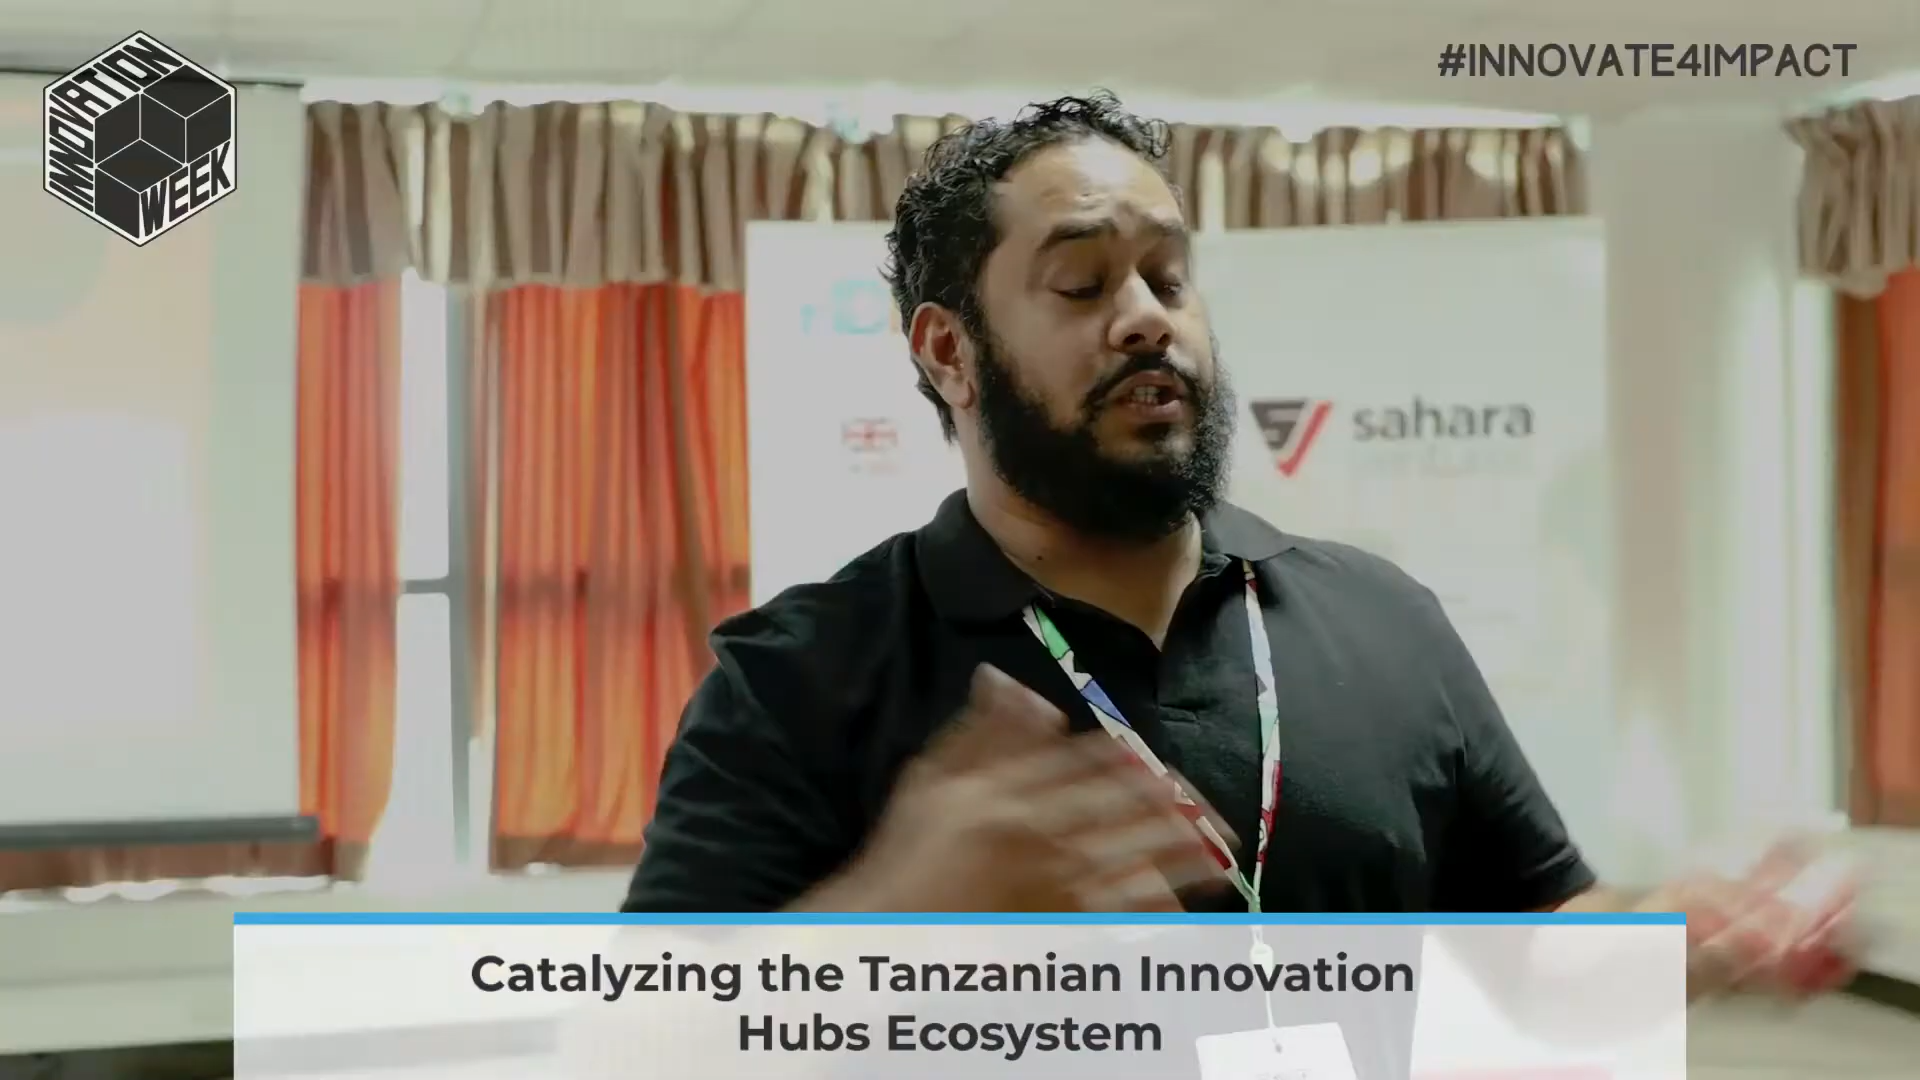 INNOVATION
WEEK
#INNOVATE4IMPACT
sahara
Catalyzing the Tanzanian Innovation
Hubs Ecosystem